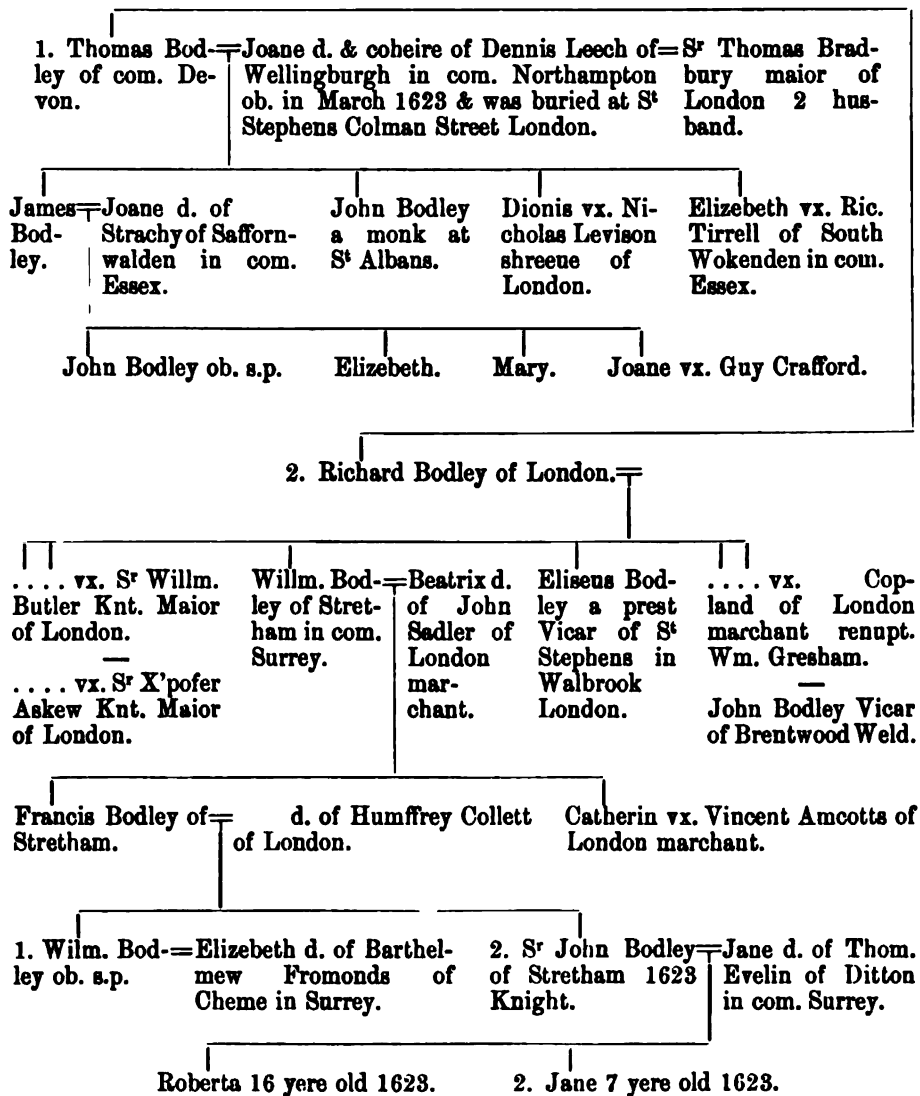 1. Thomas Bod-
ley of com. De-
von.
Joane d. & coheire of Dennis Leech of
Wellingburgh in com. Northampton
ob. in March 1623 & was buried at St
Stephens Colman Street London.
Sr Thomas Brad-
bury maior of
London 2 hus-
band.
James
Bod-
ley.
Joane d. of
Strachy of Safforn-
walden in com.
Essex.
John Bodley
a monk at
St Albans.
Dionis vx. Ni-
cholas Levison
shreeue of
London.
Elizebeth vx. Ric.
Tirrell of South
Wokenden in com.
Essex.
John Bodley ob. s.p.
Elizebeth.
Mary.
Joane vx. Guy Crafford.
2. Richard Bodley of London.
. . . . vx. Sr Willm.
Butler Knt. Maior
of London.
—
. . . . vx. Sr X'pofer
Askew Knt. Maior
of London.
Willm. Bod-
ley of Stret-
ham in com.
Surrey.
Beatrix d.
of John
Sadler of
London
mar-
chant.
Eliseus Bod-
ley a prest
Vicar of St
Stephens in
Walbrook
London.
. . . . vx. Cop-
land of London
marchant renupt.
Wm. Gresham.
—
John Bodley Vicar
of Brentwood Weld.
Francis Bodley of
Stretham.
d. of Humffrey Collett
of London.
Catherin vx. Vincent Amcotts of
London marchant.
1. Wilm. Bod-
ley ob. s.p.
Elizebeth d. of Barthel-
mew Fromonds of
Cheme in Surrey.
2. Sr John Bodley
of Stretham 1623
Knight.
Jane d. of Thom.
Evelin of Ditton
in com. Surrey.
Roberta 16 yere old 1623.
2. Jane 7 yere old 1623.